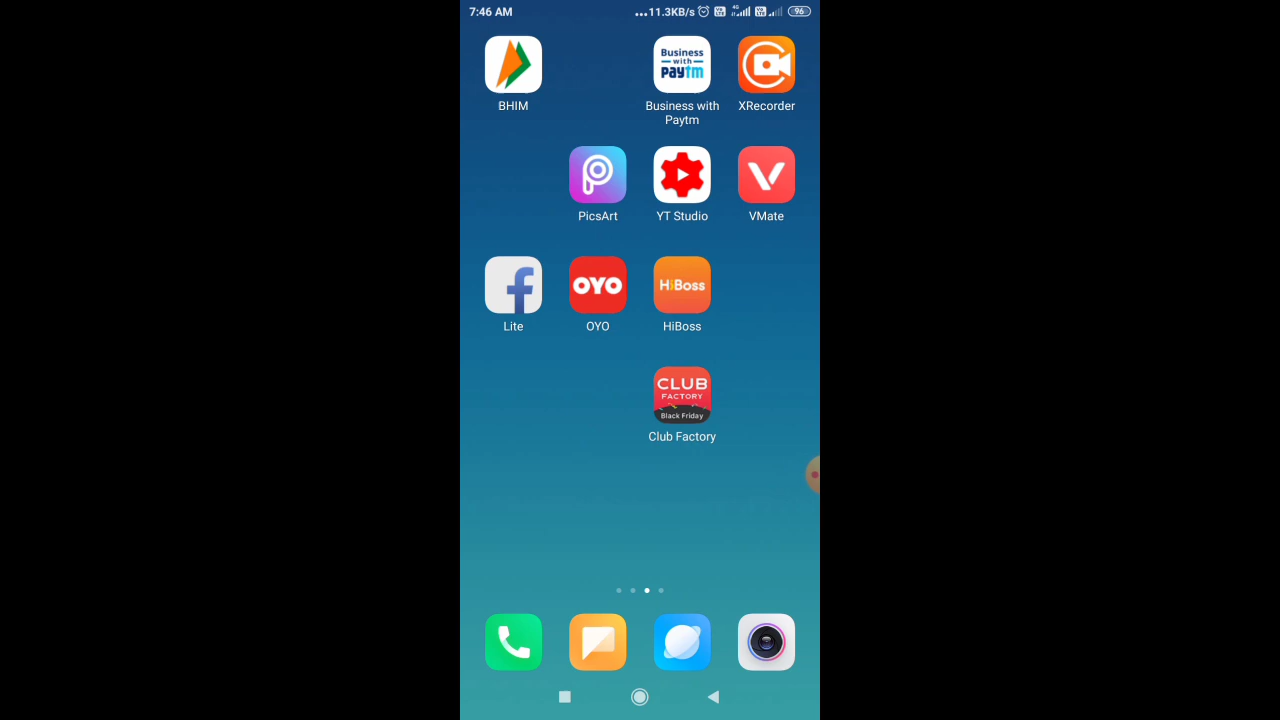 7:46 AM
...11.3KB/s 4G 96
BHIM
Business
with
paytm
Business with
Paytm
XRecorder
PicsArt
YT Studio
VMate
Lite
OYO
OYO
HiBoss
HiBoss
CLUB
FACTORY
Black Friday
Club Factory